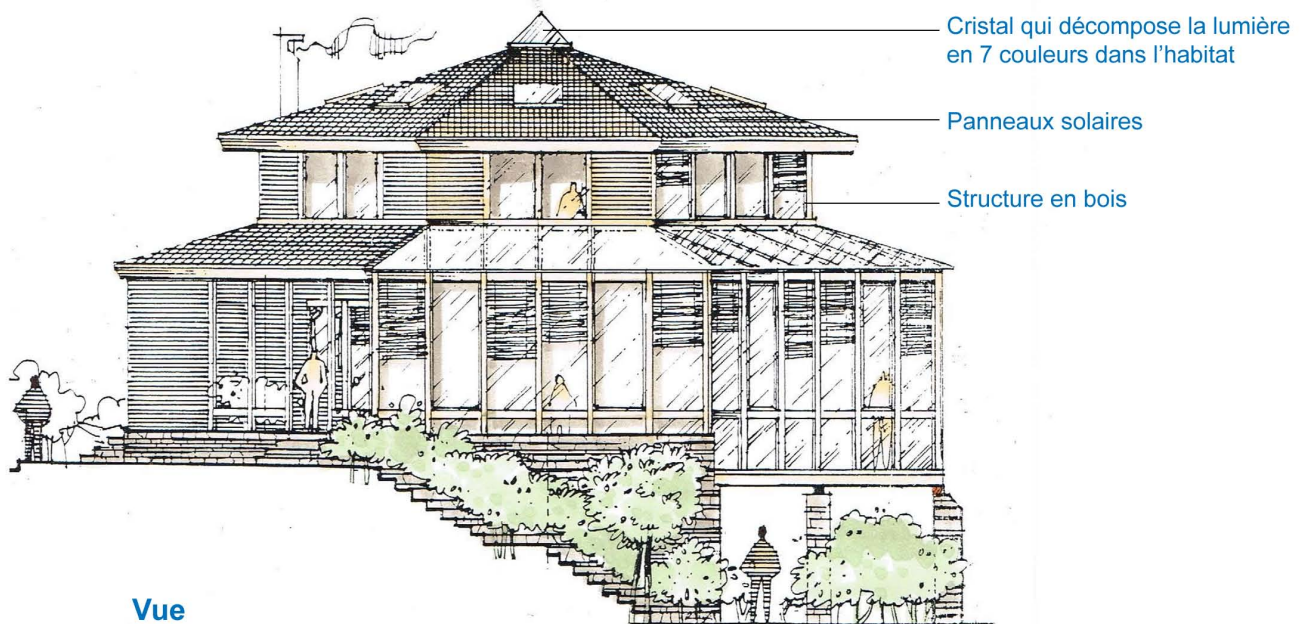 Cristal qui décompose la lumière
en 7 couleurs dans l'habitat
Panneaux solaires
Structure en bois
Vue